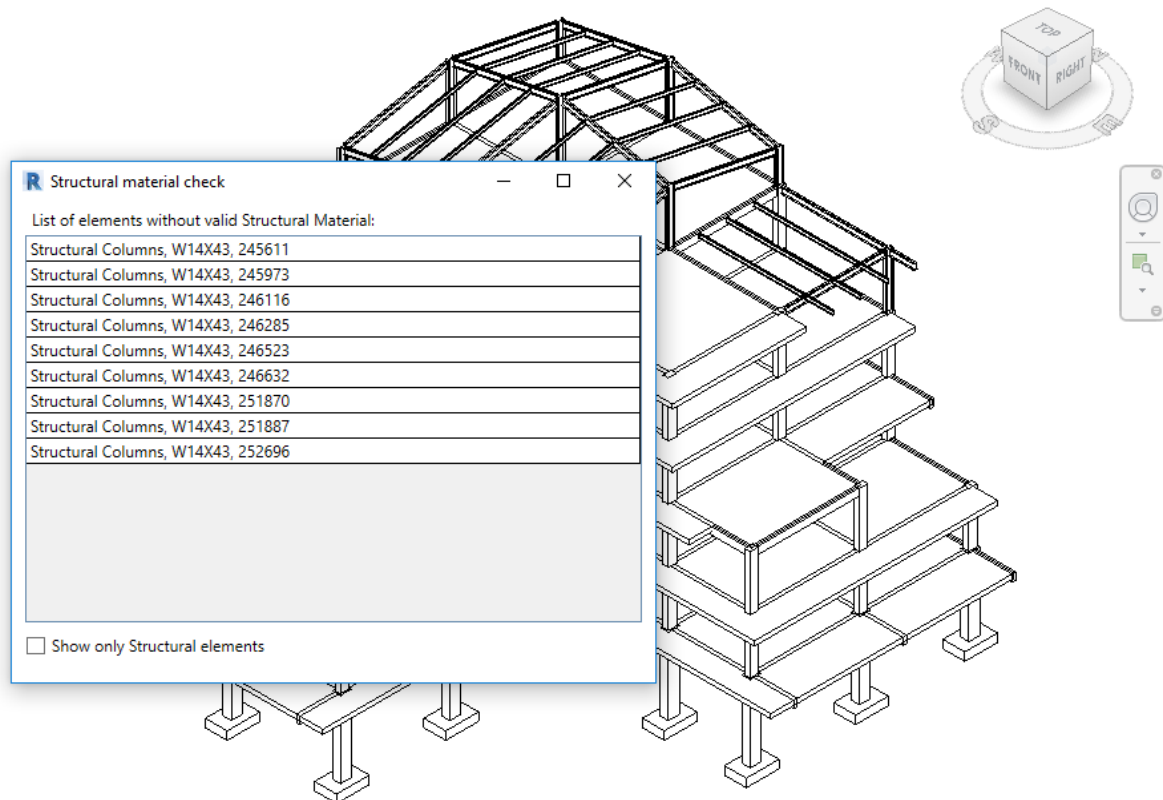 TOP
FRONT
RIGHT
S
E
R Structural material check
List of elements without valid Structural Material:
Structural Columns, W14X43, 245611
Structural Columns, W14X43, 245973
Structural Columns, W14X43, 246116
Structural Columns, W14X43, 246285
Structural Columns, W14X43, 246523
Structural Columns, W14X43, 246632
Structural Columns, W14X43, 251870
Structural Columns, W14X43, 251887
Structural Columns, W14X43, 252696
Show only Structural elements